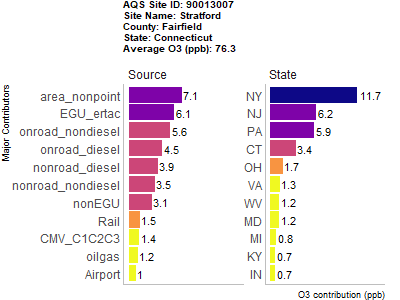 AQS Site ID: 90013007
Site Name: Stratford
County: Fairfield
State: Connecticut
Average O3 (ppb): 76.3
Source
State
Major Contributors
area_nonpoint 7.1
EGU_ertac 6.1
onroad_nondiesel 5.6
onroad_diesel 4.5
nonroad_diesel 3.9
nonroad_nondiesel 3.5
nonEGU 3.1
Rail 1.5
CMV_C1C2C3 1.4
oilgas 1.2
Airport 1
NY 11.7
NJ 6.2
PA 5.9
CT 3.4
OH 1.7
VA 1.3
WV 1.2
MD 1.2
MI 0.8
KY 0.7
IN 0.7
O3 contribution (ppb)